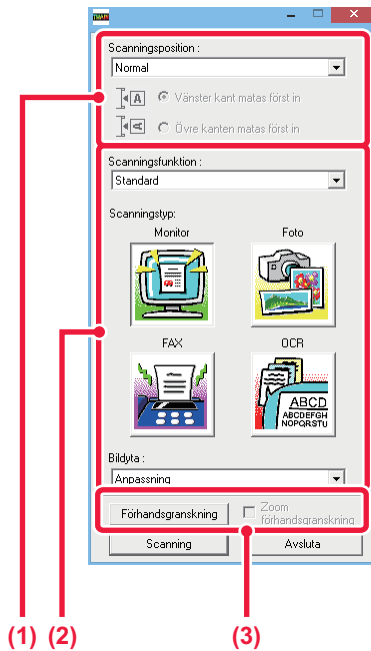 Scanningsposition :
Normal
A Vänster kant matas först in
A Övre kanten matas först in
Scanningsfunktion :
Standard
Scanningstyp:
Monitor Foto
FAX OCR
ABCD
ABCDEFGH
NOPQRSTU
Bildyta :
Anpassning
Förhandsgranskning Zoom
förhandsgranskning
Scanning Avsluta
(1) (2) (3)